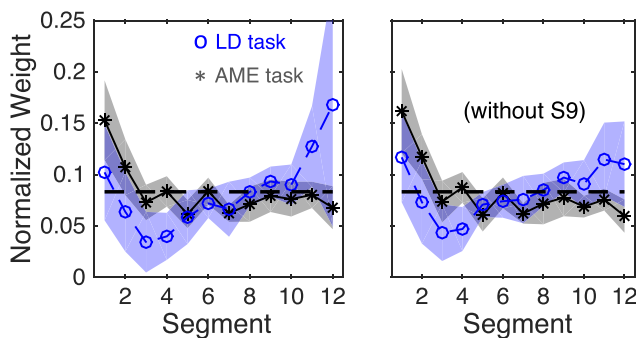 0.25
0.2
0.15
0.1
0.05
0
Normalized Weight
O LD task
* AME task
2 4 6 8 10 12
Segment
(without S9)
2 4 6 8 10 12
Segment